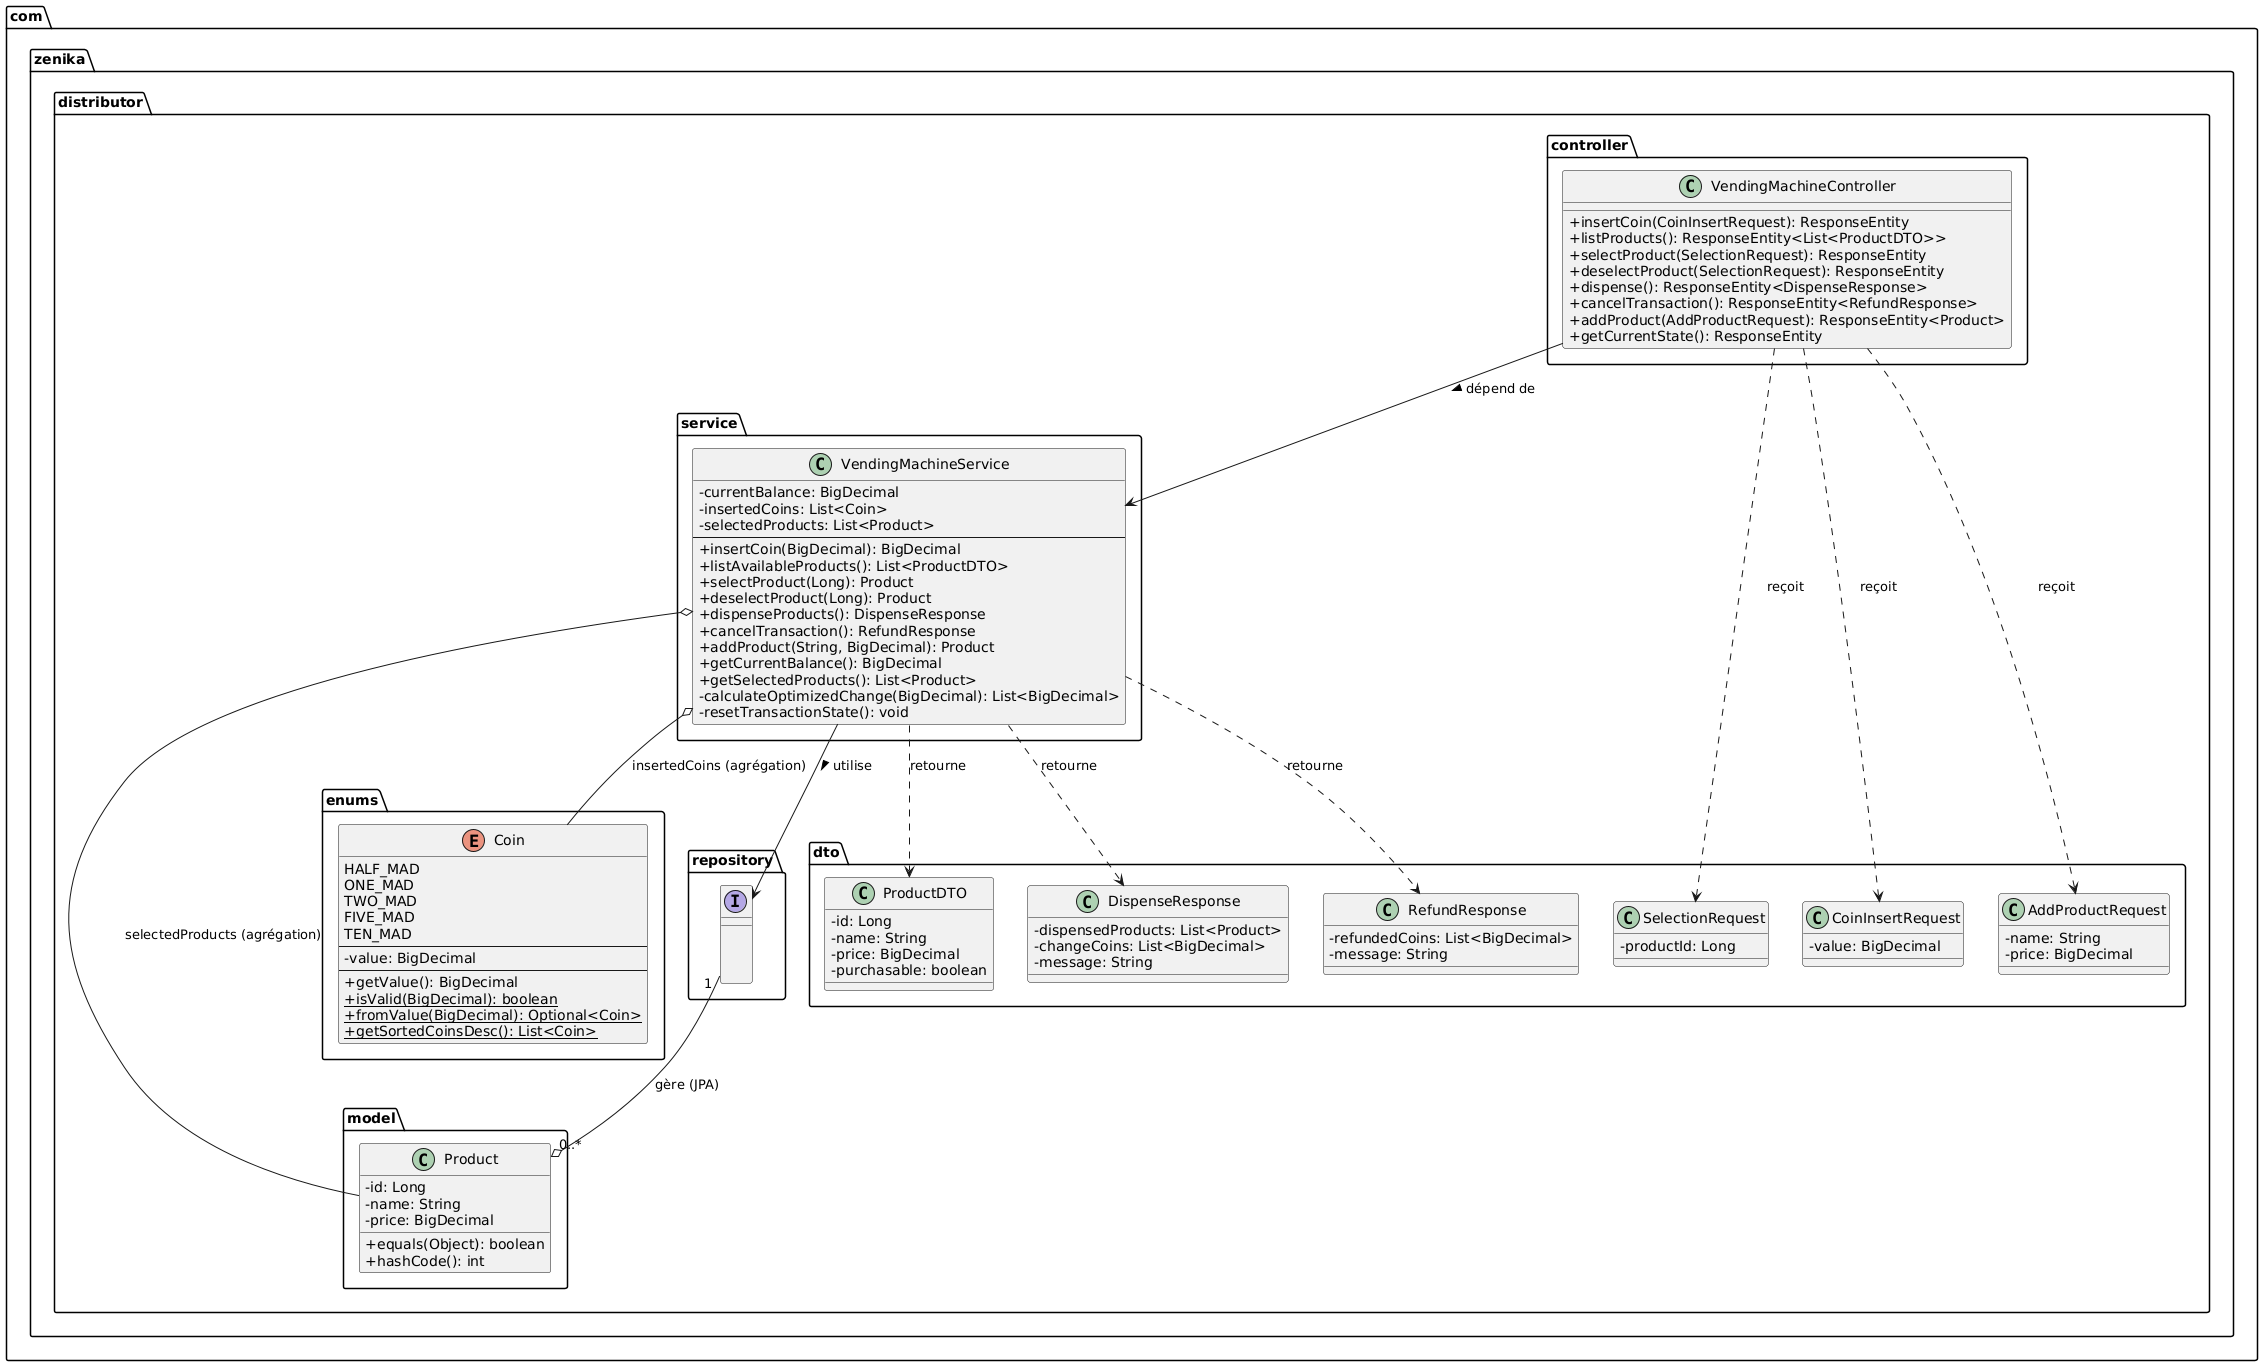 com
zenika
distributor
controller
C VendingMachineController
+insertCoin(CoinInsertRequest): ResponseEntity
+listProducts(): ResponseEntity<List<ProductDTO>>
+selectProduct(SelectionRequest): ResponseEntity
+deselectProduct(SelectionRequest): ResponseEntity
+dispense(): ResponseEntity<DispenseResponse>
+cancelTransaction(): ResponseEntity<RefundResponse>
+addProduct(AddProductRequest): ResponseEntity<Product>
+getCurrentState(): ResponseEntity
dépend de
service
C VendingMachineService
-currentBalance: BigDecimal
-insertedCoins: List<Coin>
-selectedProducts: List<Product>
+insertCoin(BigDecimal): BigDecimal
+listAvailableProducts(): List<ProductDTO>
+selectProduct(Long): Product
+deselectProduct(Long): Product
+dispenseProducts(): DispenseResponse
+cancelTransaction(): RefundResponse
+addProduct(String, BigDecimal): Product
+getCurrentBalance(): BigDecimal
+getSelectedProducts(): List<Product>
-calculateOptimizedChange(BigDecimal): List<BigDecimal>
-resetTransactionState(): void
reçoit
reçoit
reçoit
insertedCoins (agrégation)
utilise
retourne
retourne
retourne
enums
E Coin
HALF_MAD
ONE_MAD
TWO_MAD
FIVE_MAD
TEN_MAD
-value: BigDecimal
+getValue(): BigDecimal
+isValid(BigDecimal): boolean
+fromValue(BigDecimal): Optional<Coin>
+getSortedCoinsDesc(): List<Coin>
selectedProducts (agrégation)
repository
I
1
dto
C ProductDTO
-id: Long
-name: String
-price: BigDecimal
-purchasable: boolean
C DispenseResponse
-dispensedProducts: List<Product>
-changeCoins: List<BigDecimal>
-message: String
C RefundResponse
-refundedCoins: List<BigDecimal>
-message: String
C SelectionRequest
-productId: Long
C CoinInsertRequest
-value: BigDecimal
C AddProductRequest
-name: String
-price: BigDecimal
gère (JPA)
0..*
model
C Product
-id: Long
-name: String
-price: BigDecimal
+equals(Object): boolean
+hashCode(): int